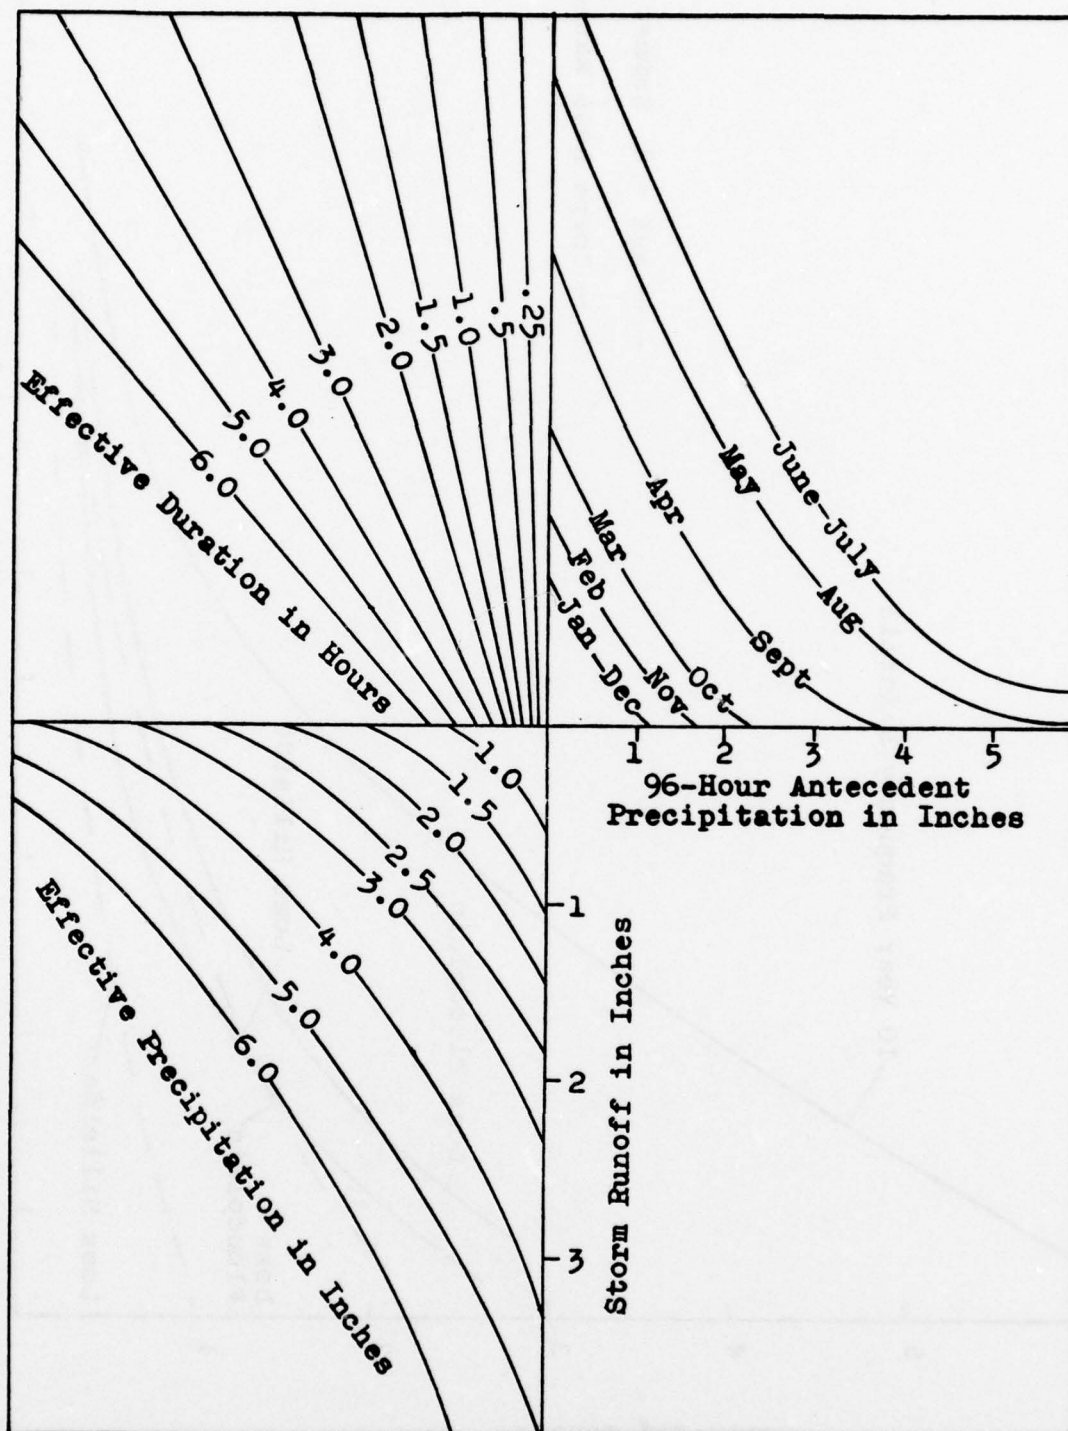 .25
.5
1.0
1.5
2.0
3.0
4.0
5.0
6.0
Effective Duration in Hours
June-July
May
Aug
Apr
Sept
Mar
Oct
Feb
Nov
Jan-Dec
1 2 3 4 5
96-Hour Antecedent
Precipitation in Inches
1.0
1.5
2.0
2.5
3.0
4.0
5.0
6.0
Effective Precipitation in Inches
1
2
3
Storm Runoff in Inches